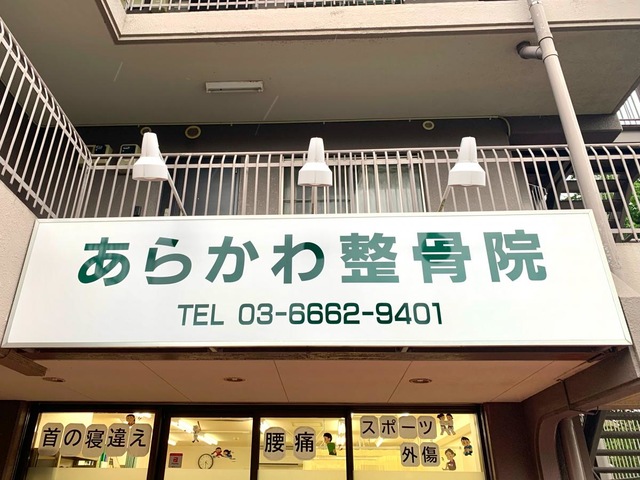 あらかわ整骨院
TEL 03-6662-9401
首の寝違え
腰痛
スポーツ
外傷